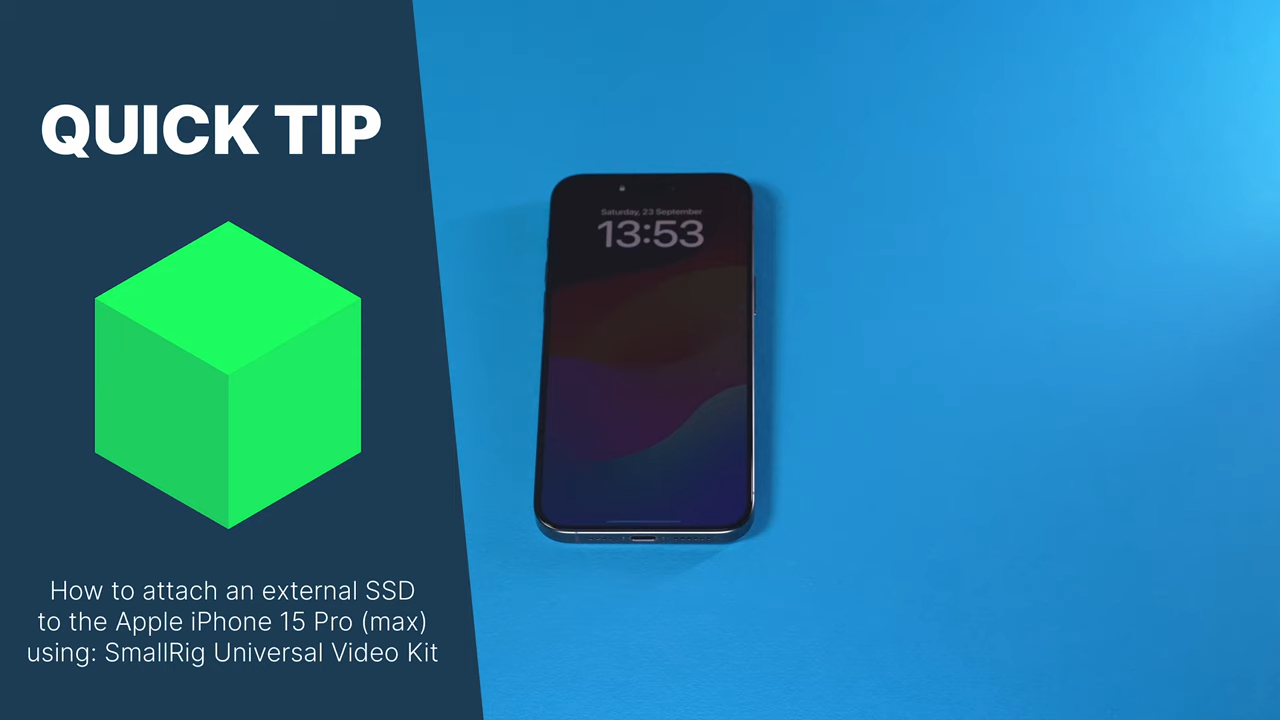 QUICK TIP
How to attach an external SSD
to the Apple iPhone 15 Pro (max)
using: SmallRig Universal Video Kit
Saturday, 23 September
13:53